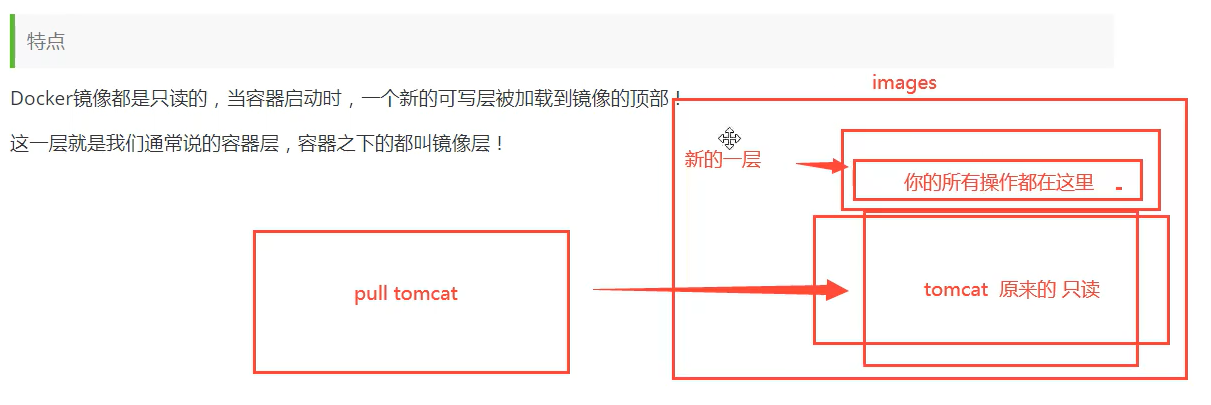 特点
Docker镜像都是只读的，当容器启动时，一个新的可写层被加载到镜像的顶部！
这一层就是我们通常说的容器层，容器之下的都叫镜像层！
images
新的一层
你的所有操作都在这里
pull tomcat
tomcat 原来的 只读